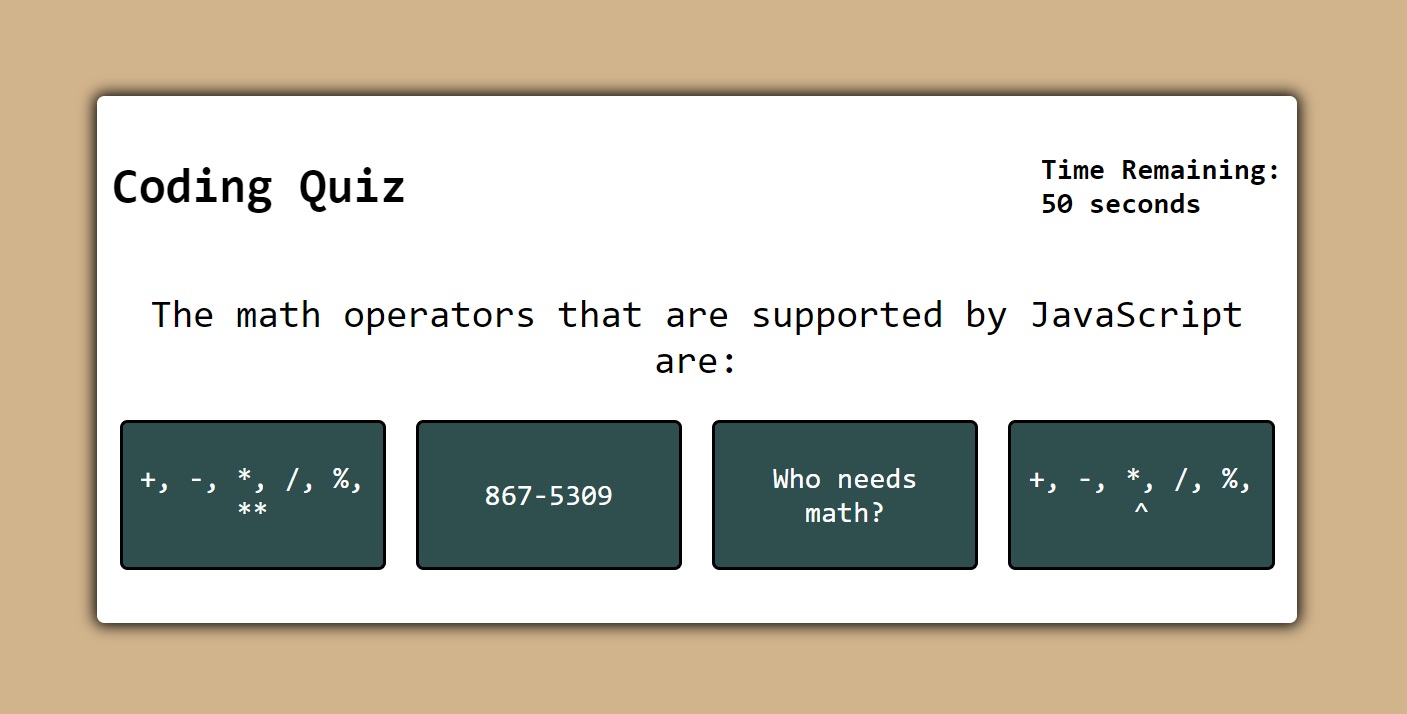 Coding Quiz
Time Remaining:
50 seconds
The math operators that are supported by JavaScript
are:
+, -, *, /, %,
**
867-5309
Who needs
math?
+, -, *, /, %,
^